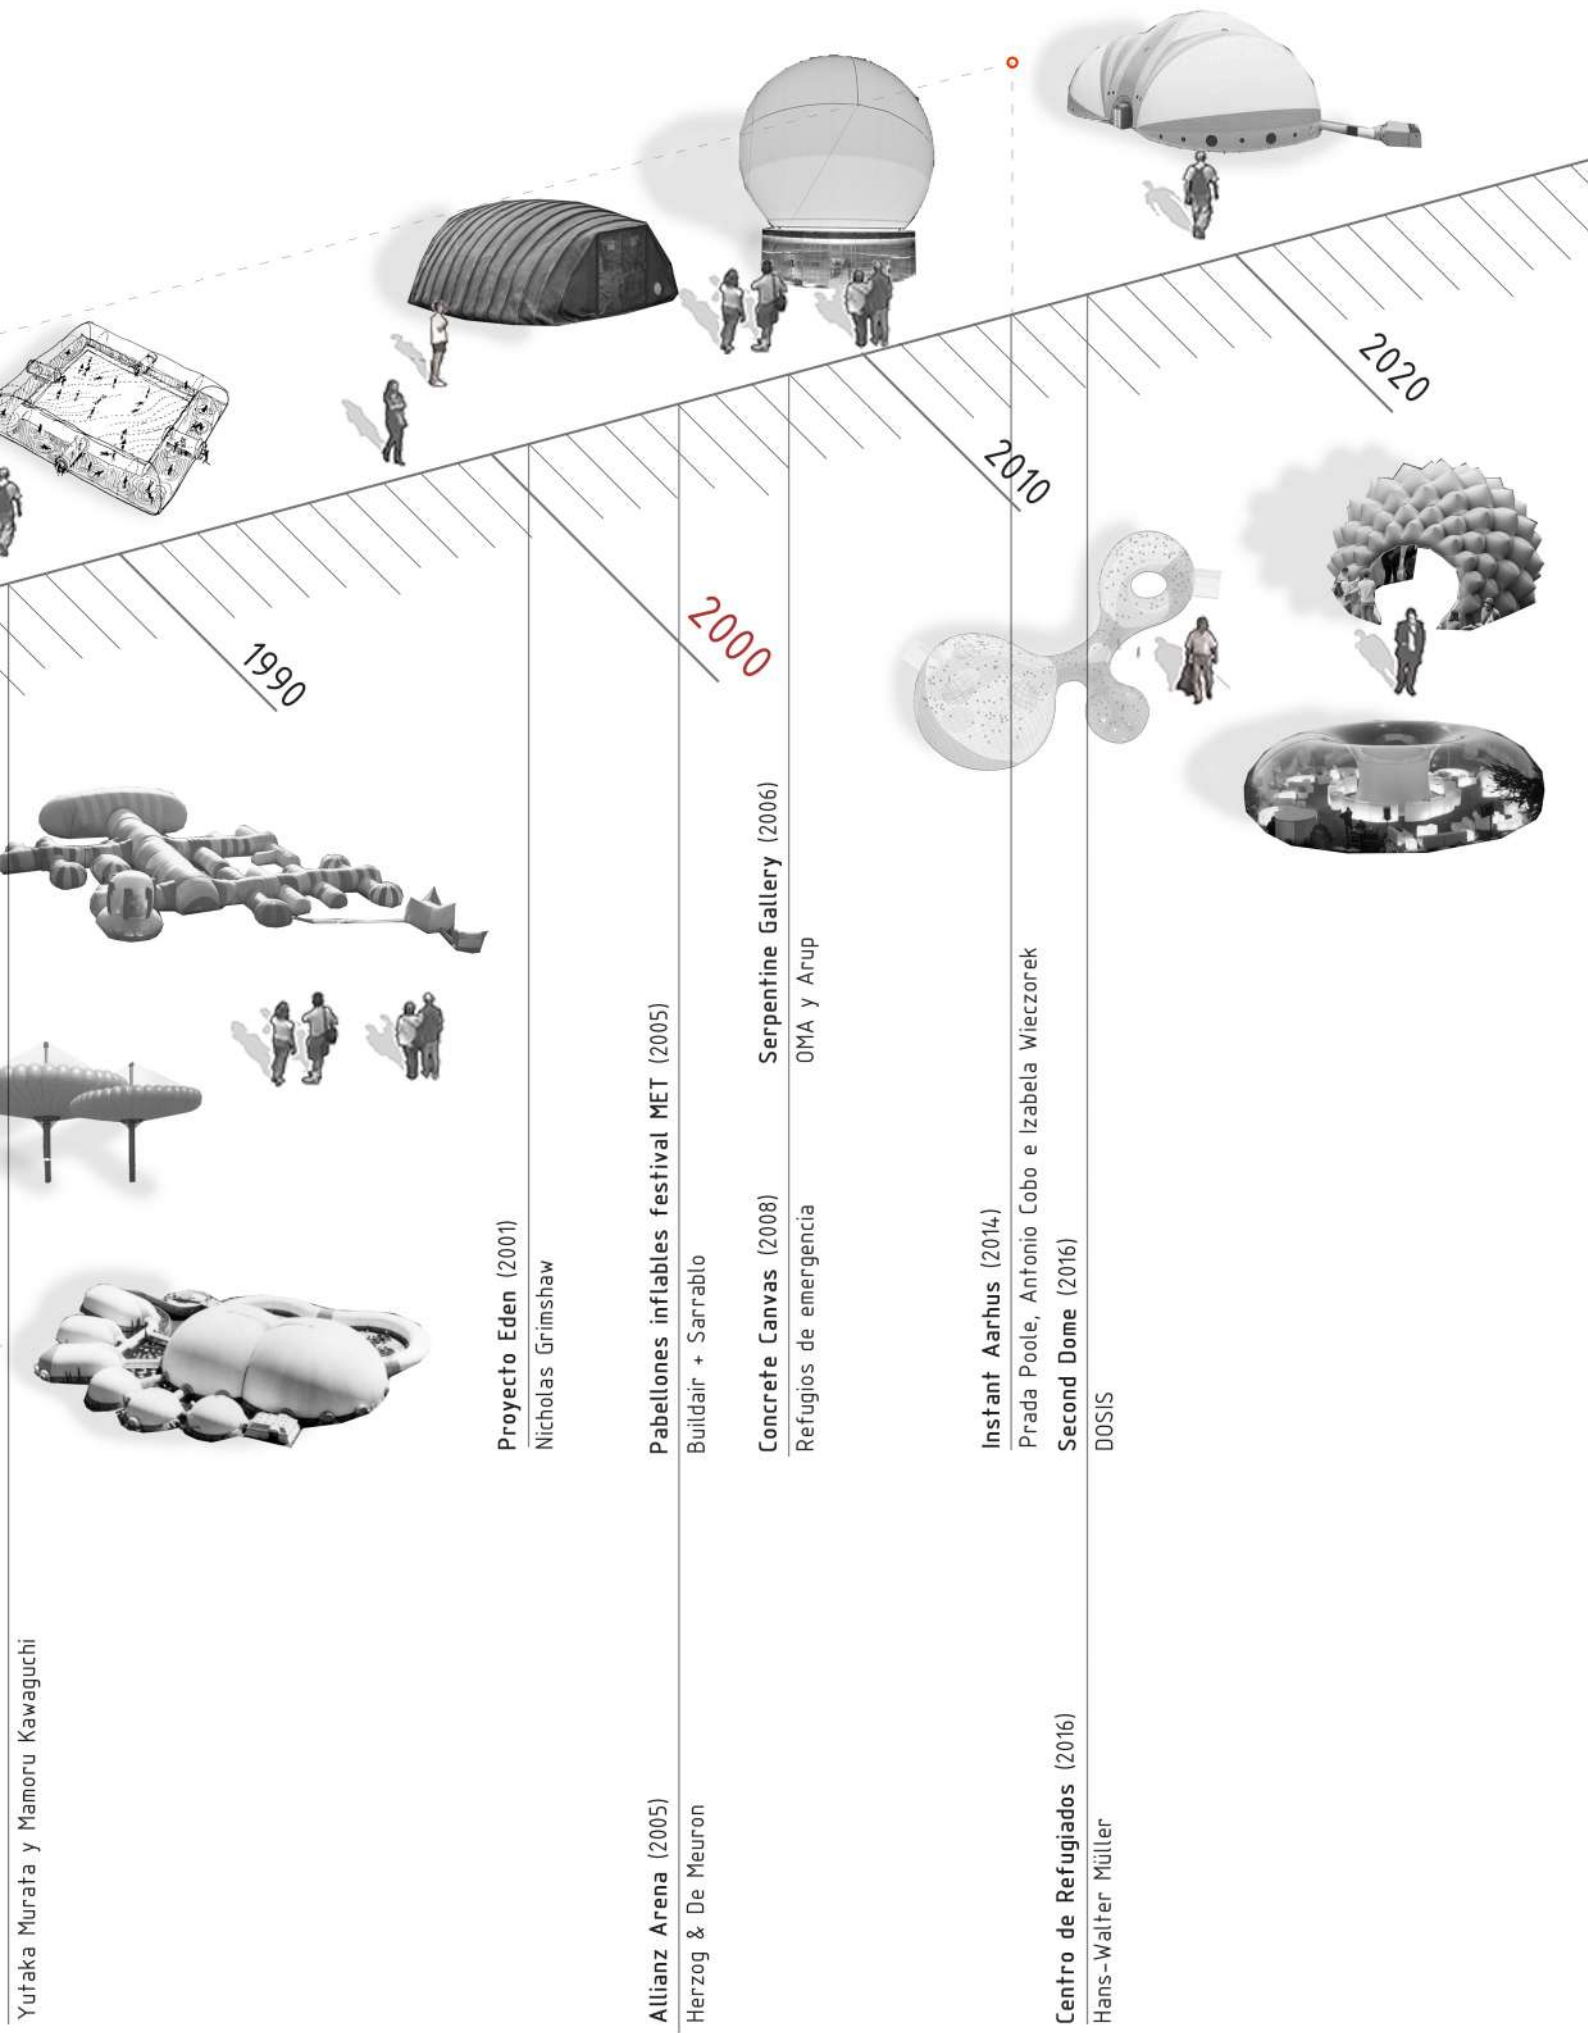 1990
2000
2010
2020
Yutaka Murata y Mamoru Kawaguchi
Proyecto Eden (2001)
Nicholas Grimshaw
Pabellones inflables festival MET (2005)
Buildair + Sarrablo
Allianz Arena (2005)
Herzog & De Meuron
Serpentine Gallery (2006)
OMA y Arup
Concrete Canvas (2008)
Refugios de emergencia
Instant Aarhus (2014)
Prada Poole, Antonio Cobo e Izabela Wieczorek
Second Dome (2016)
DOSIS
Centro de Refugiados (2016)
Hans-Walter Müller